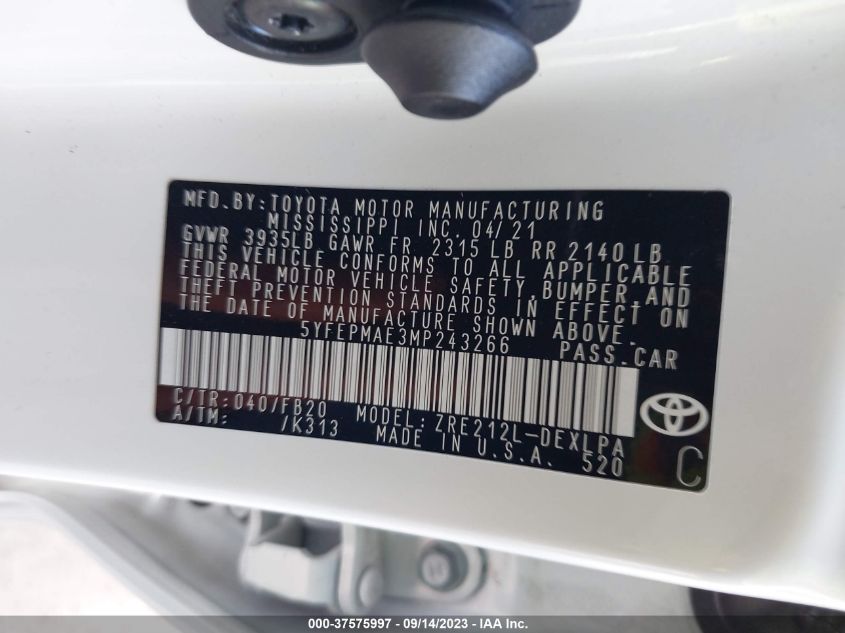 MFD.BY:TOYOTA MOTOR MANUFACTURING
MISSISSIPPI INC. 04/21
GVWR 3935LB GAWR FR 2315 LB RR 2140 LB
THIS VEHICLE CONFORMS TO ALL APPLICABLE
FEDERAL MOTOR VEHICLE SAFETY,BUMPER,AND
THEFT PREVENTION STANDARDS IN EFFECT ON
THE DATE OF MANUFACTURE SHOWN ABOVE.
5YFEPMAE3MP243266 PASS.CAR
C/TR:040/FB20 MODEL:ZRE212L-DEXLPA
A/TM: /K313 MADE IN U.S.A. 520
C
000-37575997 / 09/14/2023 - IAA Inc.